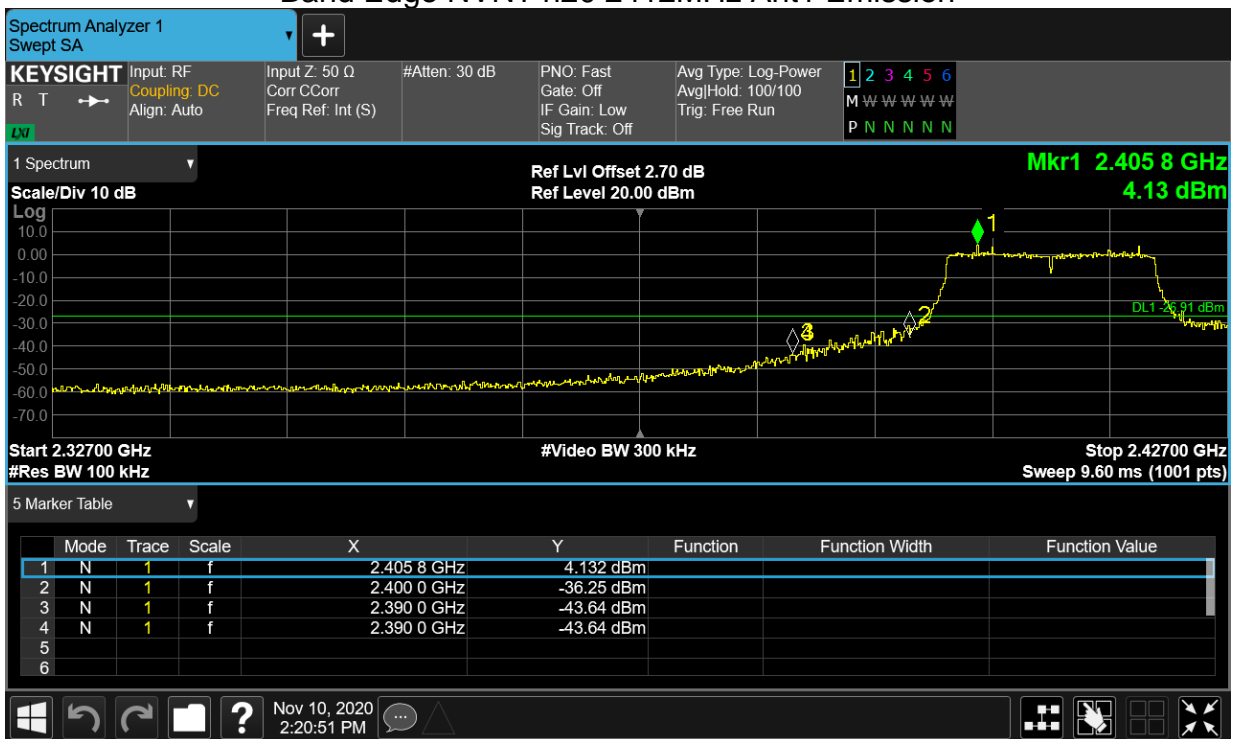 Spectrum Analyzer 1
Swept SA
KEYSIGHT
R T
LXI
Input: RF
Coupling: DC
Align: Auto
Input Z: 50 Ω
Corr CCorr
Freq Ref: Int (S)
#Atten: 30 dB
PNO: Fast
Gate: Off
IF Gain: Low
Sig Track: Off
Avg Type: Log-Power
Avg|Hold: 100/100
Trig: Free Run
1 2 3 4 5 6
M W W W W W
P N N N N N
1 Spectrum
Scale/Div 10 dB
Ref Lvl Offset 2.70 dB
Ref Level 20.00 dBm
Mkr1 2.405 8 GHz
4.13 dBm
Log
10.0
0.00
-10.0
-20.0
-30.0
-40.0
-50.0
-60.0
-70.0
1
2
3
DL1 -26.91 dBm
Start 2.32700 GHz
#Video BW 300 kHz
Stop 2.42700 GHz
#Res BW 100 kHz
Sweep 9.60 ms (1001 pts)
5 Marker Table
Mode Trace Scale X Y Function Function Width Function Value
1 N 1 f 2.405 8 GHz 4.132 dBm
2 N 1 f 2.400 0 GHz -36.25 dBm
3 N 1 f 2.390 0 GHz -43.64 dBm
4 N 1 f 2.390 0 GHz -43.64 dBm
5
6
?
Nov 10, 2020
2:20:51 PM